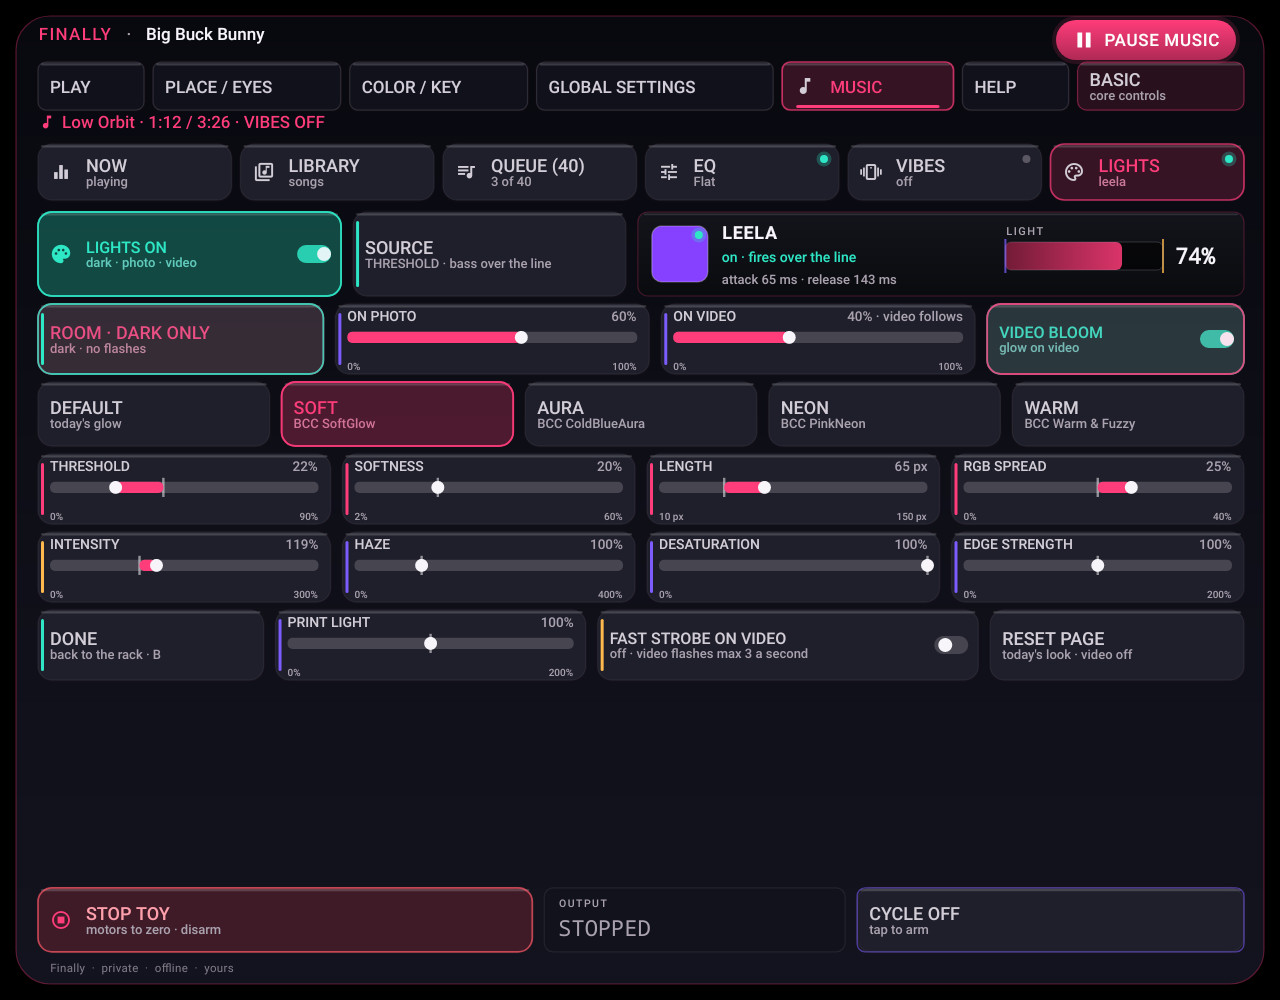 FINALLY · Big Buck Bunny
PAUSE MUSIC
PLAY
PLACE / EYES
COLOR / KEY
GLOBAL SETTINGS
MUSIC
HELP
BASIC
core controls
Low Orbit · 1:12 / 3:26 · VIBES OFF
NOW
playing
LIBRARY
songs
QUEUE (40)
3 of 40
EQ
Flat
VIBES
off
LIGHTS
leela
LIGHTS ON
dark · photo · video
SOURCE
THRESHOLD · bass over the line
LEELA
on · fires over the line
attack 65 ms · release 143 ms
LIGHT
74%
ROOM · DARK ONLY
dark · no flashes
ON PHOTO 60%
0% 100%
ON VIDEO 40% · video follows
0% 100%
VIDEO BLOOM
glow on video
DEFAULT
today's glow
SOFT
BCC SoftGlow
AURA
BCC ColdBlueAura
NEON
BCC PinkNeon
WARM
BCC Warm & Fuzzy
THRESHOLD 22%
0% 90%
SOFTNESS 20%
2% 60%
LENGTH 65 px
10 px 150 px
RGB SPREAD 25%
0% 40%
INTENSITY 119%
0% 300%
HAZE 100%
0% 400%
DESATURATION 100%
0% 100%
EDGE STRENGTH 100%
0% 200%
DONE
back to the rack · B
PRINT LIGHT 100%
0% 200%
FAST STROBE ON VIDEO
off · video flashes max 3 a second
RESET PAGE
today's look · video off
STOP TOY
motors to zero · disarm
OUTPUT
STOPPED
CYCLE OFF
tap to arm
Finally · private · offline · yours